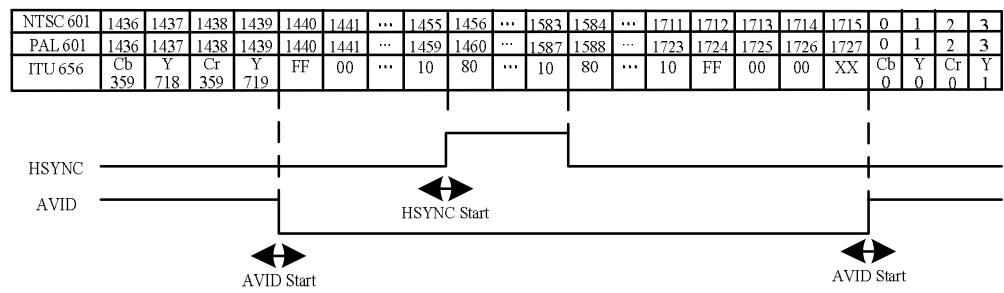 NTSC 601 1436 1437 1438 1439 1440 1441 ... 1455 1456 ... 1583 1584 ... 1711 1712 1713 1714 1715 0 1 2 3
PAL 601 1436 1437 1438 1439 1440 1441 ... 1459 1460 ... 1587 1588 ... 1723 1724 1725 1726 1727 0 1 2 3
ITU 656 Cb Y Cr Y FF 00 ... 10 80 ... 10 80 ... 10 FF 00 00 XX Cb Y Cr Y
359 718 359 719 0 0 0 1
HSYNC
AVID
HSYNC Start
AVID Start AVID Start